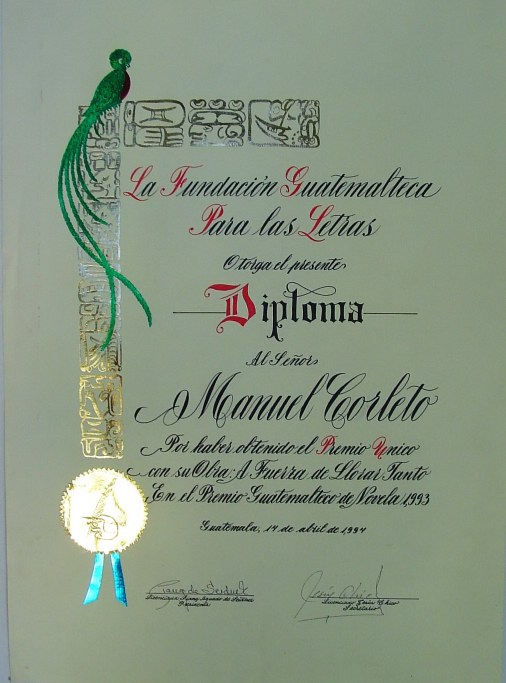 La Fundación Guatemalteca
Para las Letras
Otorga el presente
Diploma
Al Señor
Manuel Corleto
Por haber obtenido el Premio Unico
con su Obra: A Fuerza de Llorar Tanto
En el Premio Guatemalteco de Novela 1993
Guatemala, 14 de abril de 1994
Secretario